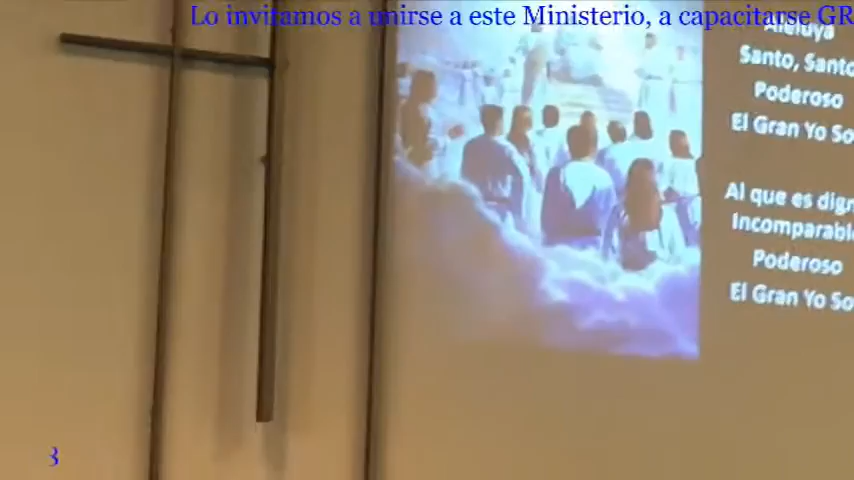 Lo invitamos a unirse a este Ministerio, a capacitarse GR
Aleluya
Santo, Santo
Poderoso
El Gran Yo So
Al que es dign
Incomparabl
Poderoso
El Gran Yo So